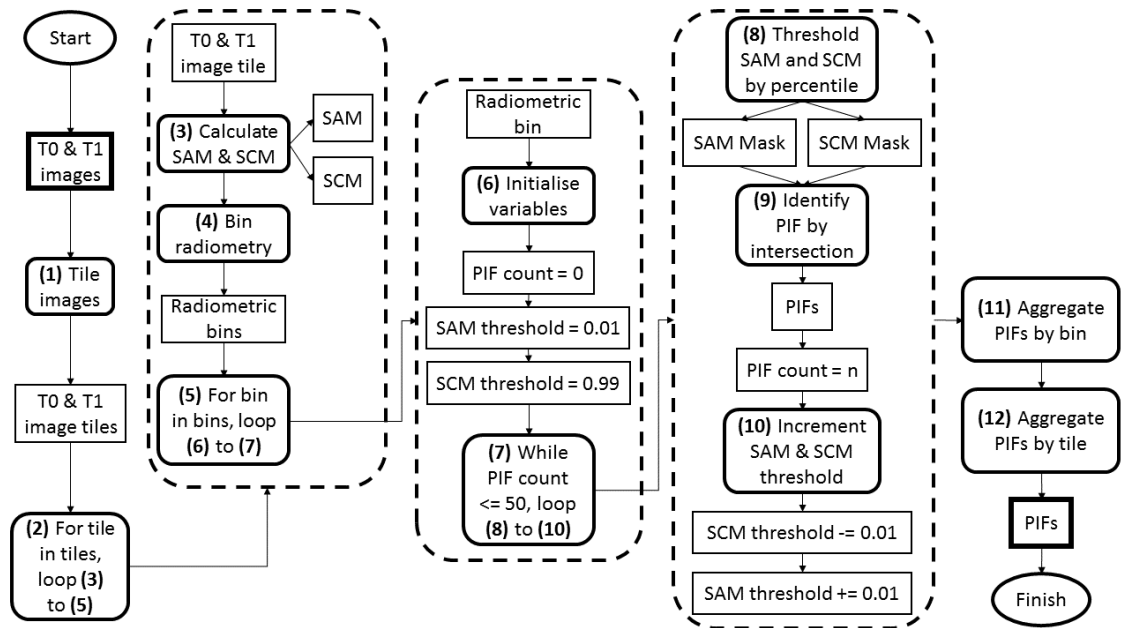 Start
T0 & T1
images
(1) Tile
images
T0 & T1
image tiles
(2) For tile
in tiles,
loop (3)
to (5)
T0 & T1
image tile
(3) Calculate
SAM & SCM
SAM
SCM
(4) Bin
radiometry
Radiometric
bins
(5) For bin
in bins, loop
(6) to (7)
Radiometric
bin
(6) Initialise
variables
PIF count = 0
SAM threshold = 0.01
SCM threshold = 0.99
(7) While
PIF count
<= 50, loop
(8) to (10)
(8) Threshold
SAM and SCM
by percentile
SAM Mask
SCM Mask
(9) Identify
PIF by
intersection
PIFs
PIF count = n
(10) Increment
SAM & SCM
threshold
SCM threshold -= 0.01
SAM threshold += 0.01
(11) Aggregate
PIFs by bin
(12) Aggregate
PIFs by tile
PIFs
Finish